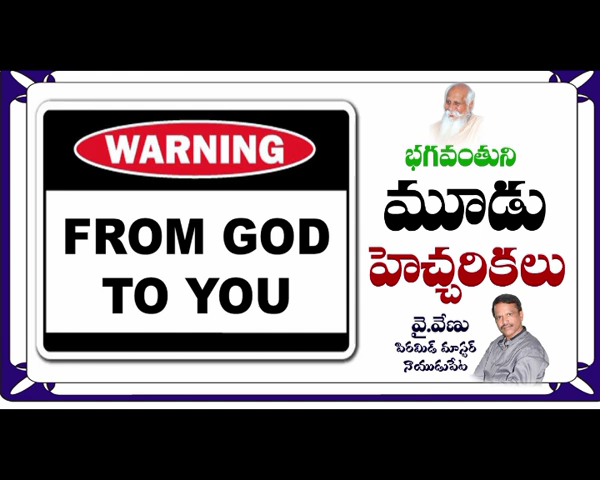 WARNING
FROM GOD
TO YOU
భగవంతుని
మూడు
హెచ్చరికలు
వై.వేణు
పిరమిడ్ మాస్టర్
నాయుడుపేట